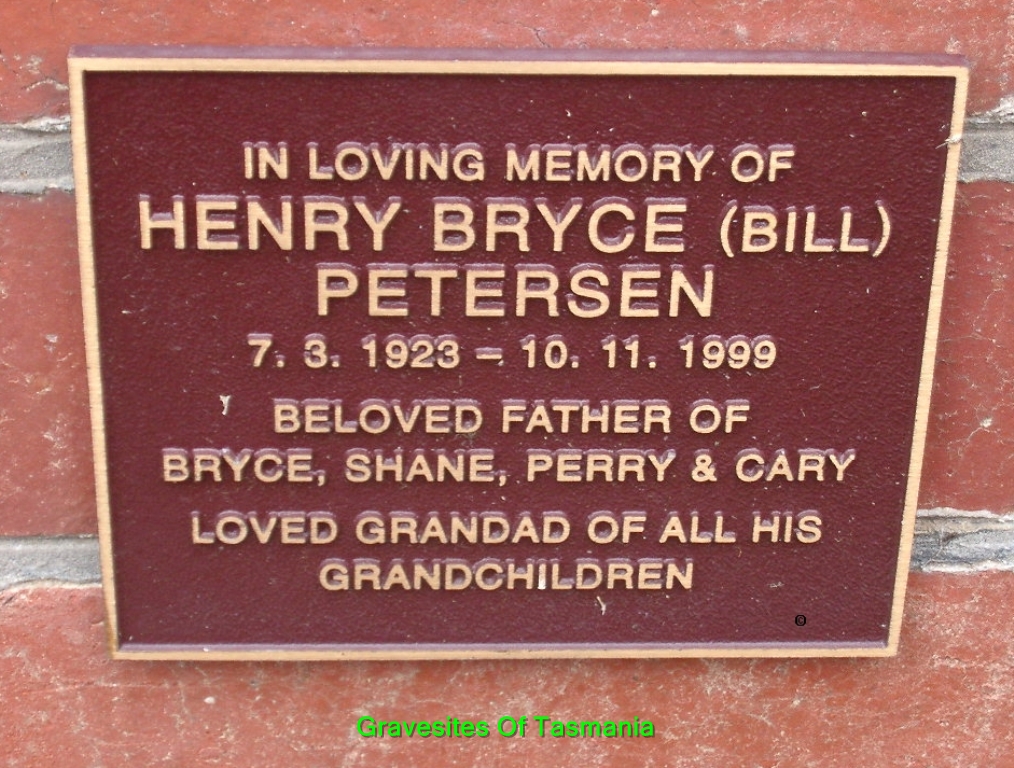 IN LOVING MEMORY OF
HENRY BRYCE (BILL)
PETERSEN
7. 3. 1923 – 10. 11. 1999
BELOVED FATHER OF
BRYCE, SHANE, PERRY & CARY
LOVED GRANDAD OF ALL HIS
GRANDCHILDREN
©
Gravesites Of Tasmania